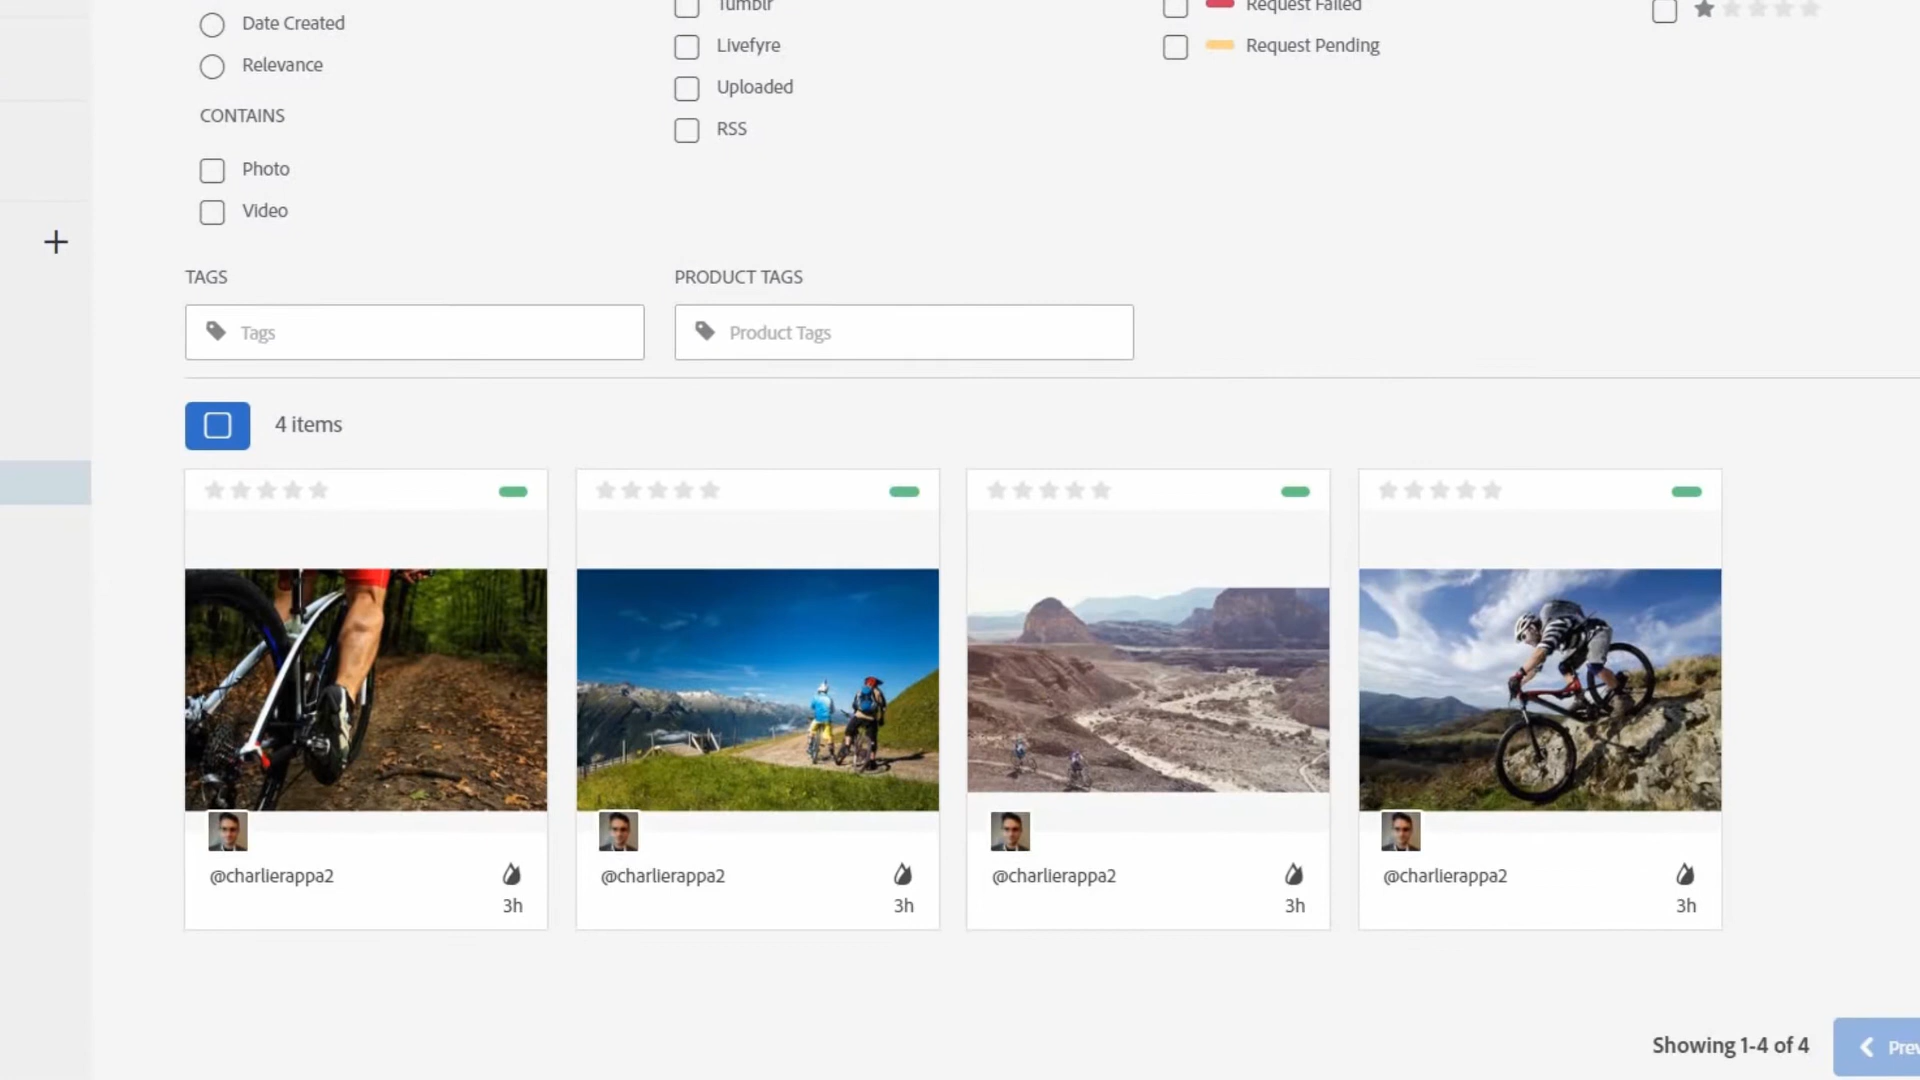 Date Created
Relevance
CONTAINS
Photo
Video
Tumblr
Livefyre
Uploaded
RSS
Request Failed
Request Pending
TAGS
Tags
PRODUCT TAGS
Product Tags
4 items
@charlierappa2
3h
@charlierappa2
3h
@charlierappa2
3h
@charlierappa2
3h
Showing 1-4 of 4
Prev